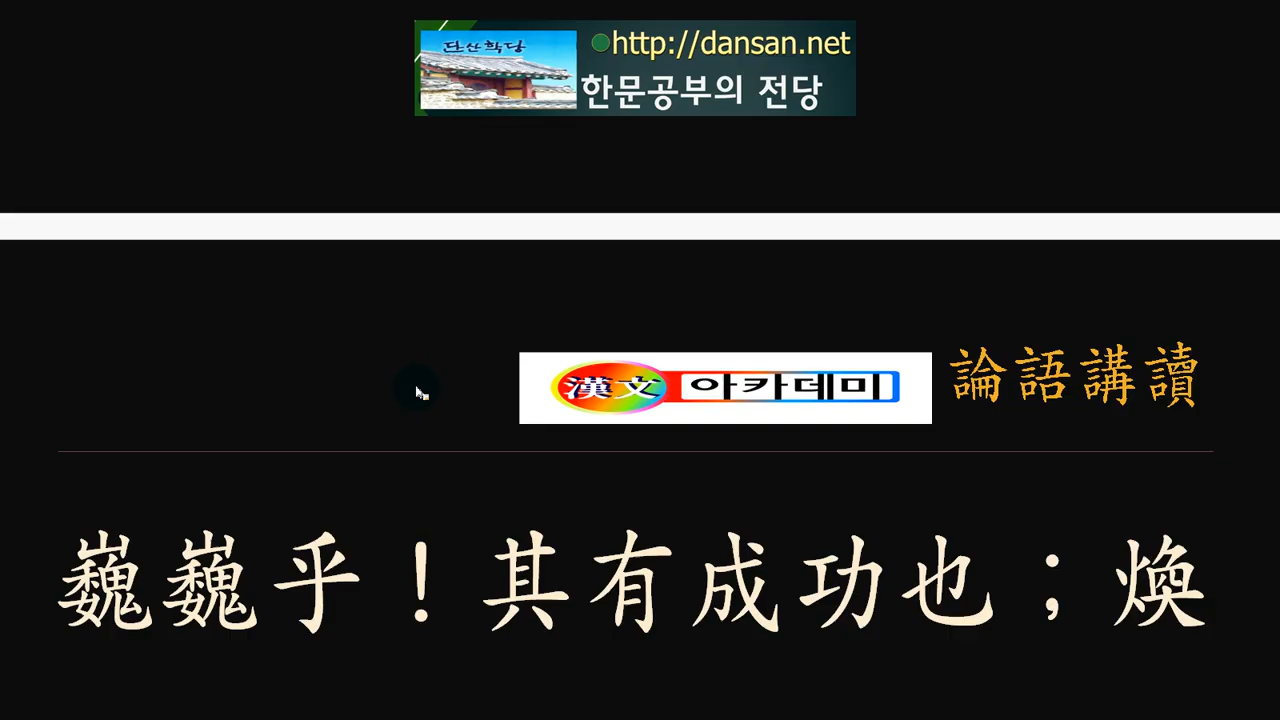 단산학당
http://dansan.net
한문공부의 전당
漢文 아카데미
論語講讀
巍巍乎！其有成功也；煥